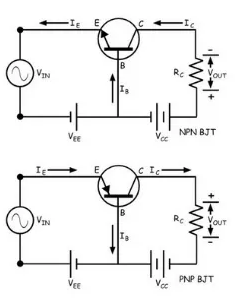 I_E E C I_C
−
V_IN R_C V_OUT
B
I_B
+
V_EE V_CC
NPN BJT
I_E E C I_C
+
V_IN R_C V_OUT
B
I_B
−
V_EE V_CC
PNP BJT